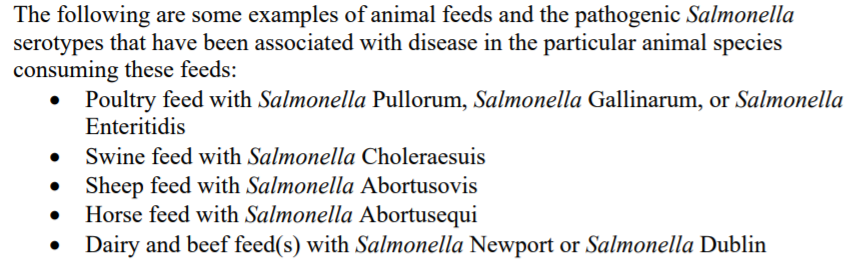 The following are some examples of animal feeds and the pathogenic Salmonella
serotypes that have been associated with disease in the particular animal species
consuming these feeds:
• Poultry feed with Salmonella Pullorum, Salmonella Gallinarum, or Salmonella
Enteritidis
• Swine feed with Salmonella Choleraesuis
• Sheep feed with Salmonella Abortusovis
• Horse feed with Salmonella Abortusequi
• Dairy and beef feed(s) with Salmonella Newport or Salmonella Dublin